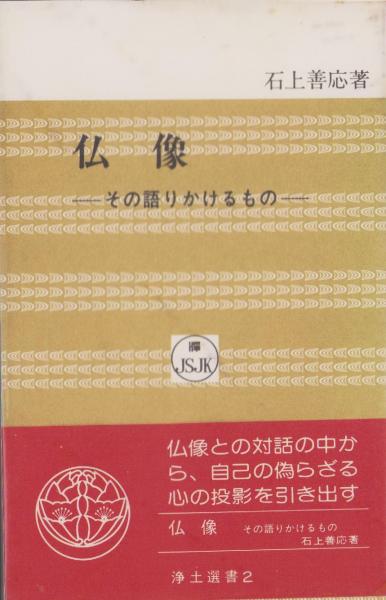 石上善応著
仏像
―その語りかけるもの―
JSJK
仏像との対話の中か
ら、自己の偽らざる
心の投影を引き出す
仏像 その語りかけるもの
石上善応著
浄土選書2